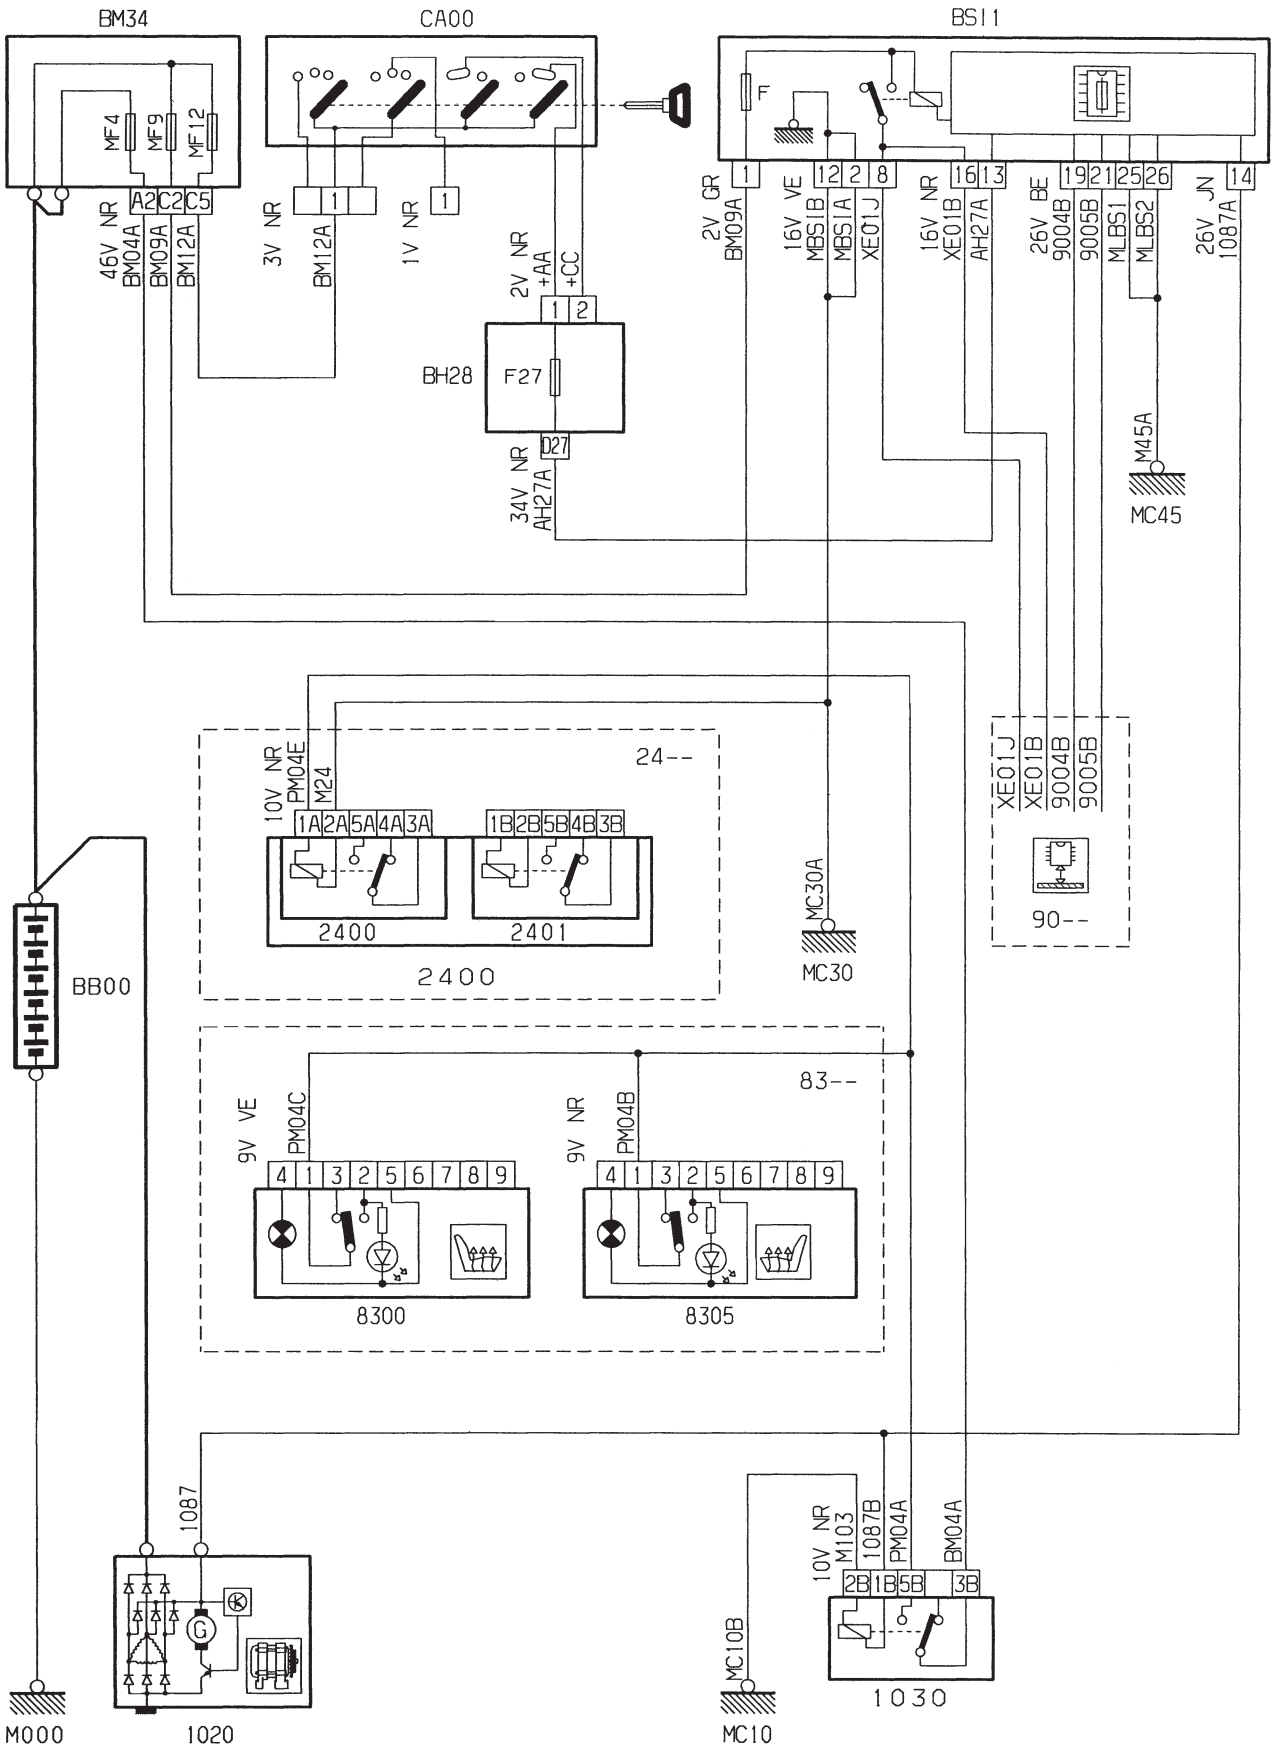 BM34
CA00
BSI1
MF4
MF9
MF12
F
A2 C2 C5
1
1
1
12 2 8
16 13
19 21 25 26
14
46V NR
BM04A
BM09A
BM12A
3V NR
BM12A
1V NR
2V NR
+AA
+CC
2V GR
BM09A
16V VE
MBSIB
MBSIA
XE01J
16V NR
XE01B
AH27A
26V BE
9004B
9005B
MLBS1
MLBS2
26V JN
1087A
1 2
BH28
F27
D27
34V NR
AH27A
M45A
MC45
24--
10V NR
PM04E
M24
1A 2A 5A 4A 3A
1B 2B 5B 4B 3B
2400
2401
2400
MC30A
MC30
XE01J
XE01B
9004B
9005B
90--
BB00
83--
9V VE
PM04C
9V NR
PM04B
4 1 3 2 5 6 7 8 9
4 1 3 2 5 6 7 8 9
8300
8305
1087
10V NR
M103
1087B
PM04A
BM04A
2B 1B 5B 3B
G
MC10B
1030
M000
1020
MC10